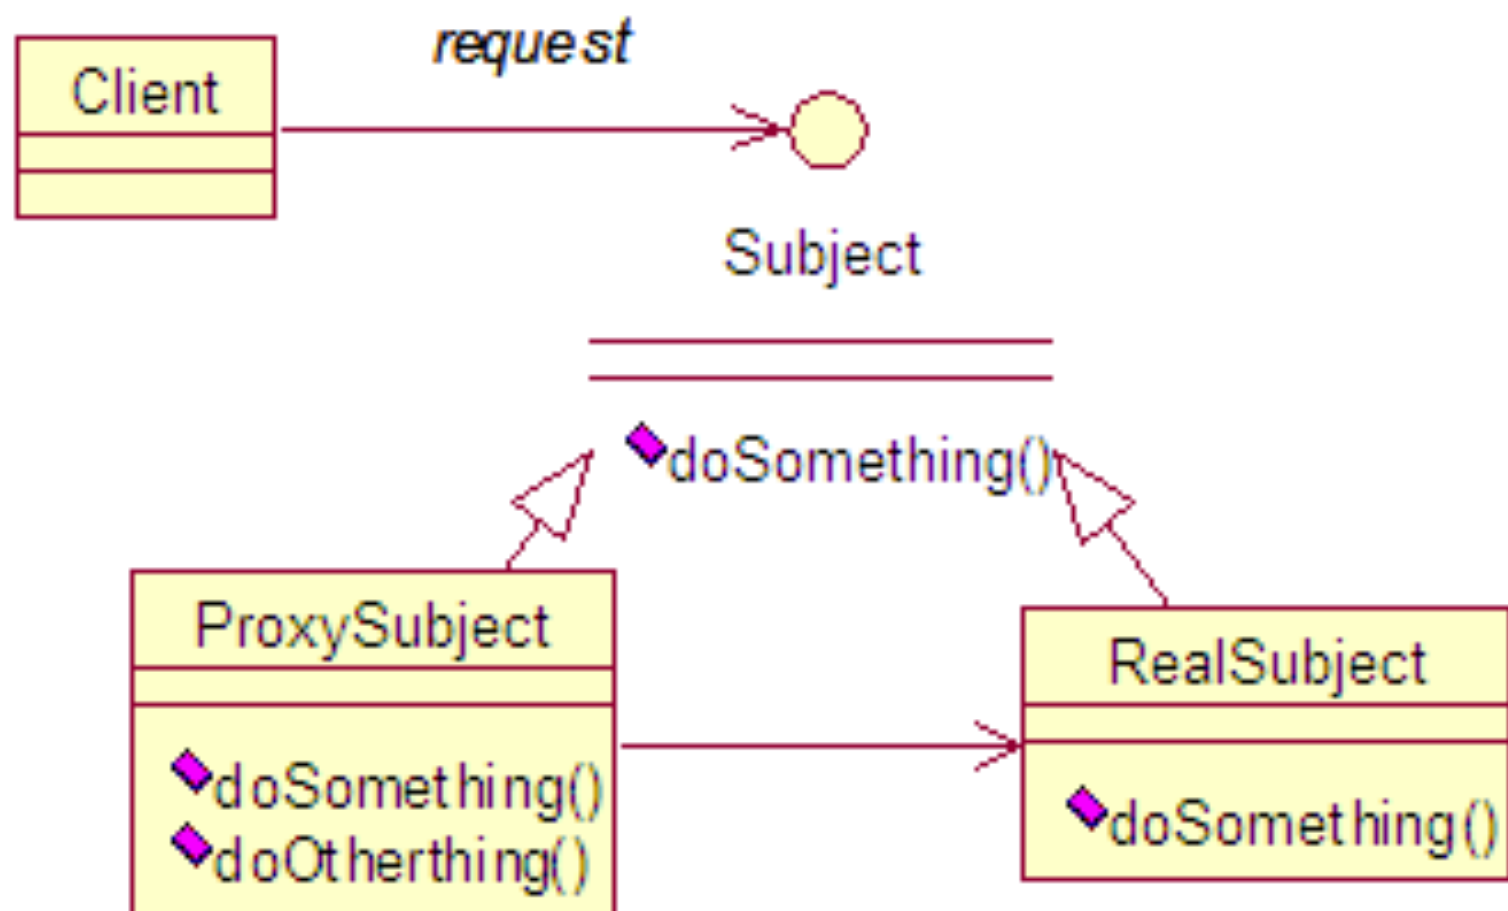 request
Client
Subject
doSomething()
ProxySubject
doSomething()
doOtherthing()
RealSubject
doSomething()